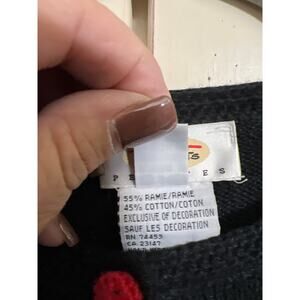 55% RAMIE/RAMIE
45% COTTON/COTON
EXCLUSIVE OF DECORATION
SAUF LES DECORATION
RN 74453
CA 23147